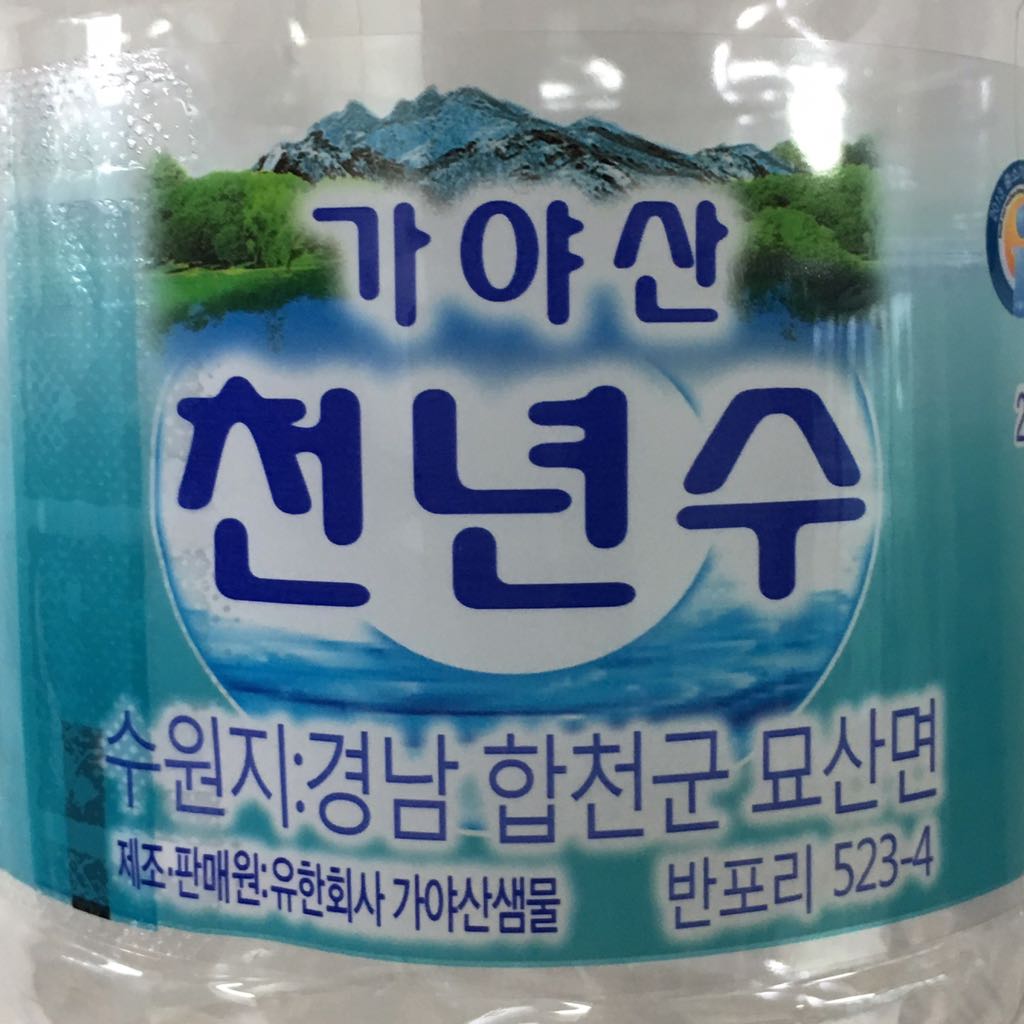 가야산
천년수
수원지:경남 합천군 묘산면
반포리 523-4
제조·판매원:유한회사 가야산샘물